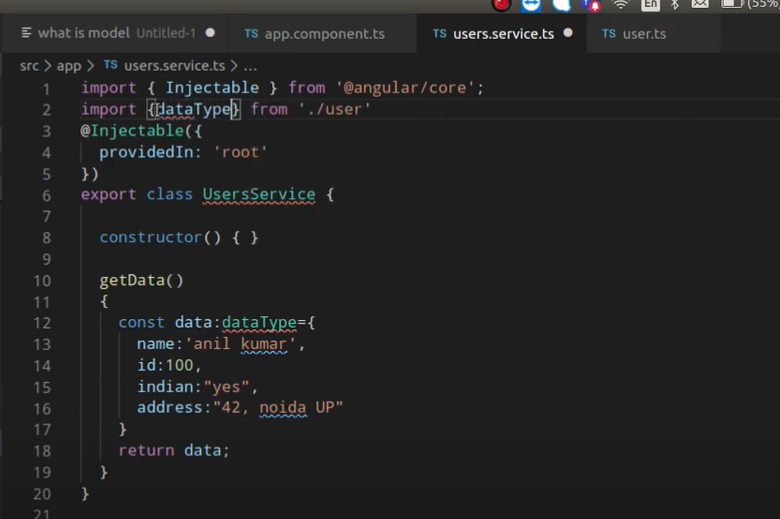 En (55%
what is model Untitled-1 TS app.component.ts TS users.service.ts TS user.ts
src > app > TS users.service.ts > ...
1 import { Injectable } from '@angular/core';
2 import {dataType} from './user'
3 @Injectable({
4 providedIn: 'root'
5 })
6 export class UsersService {
7
8 constructor() { }
9
10 getData()
11 {
12 const data:dataType={
13 name:'anil kumar',
14 id:100,
15 indian:"yes",
16 address:"42, noida UP"
17 }
18 return data;
19 }
20 }
21